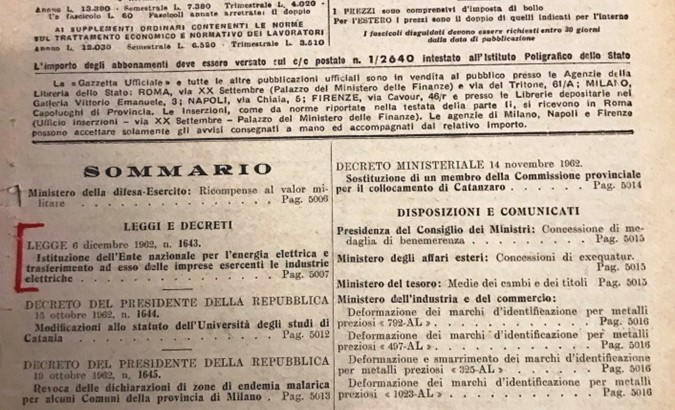 Anno L. 13.390 - Semestrale L. 7.390 Trimestrale L. 4.020 -
Un fascicolo L. 60 Fascicoli annate arretrate: il doppio
AI SUPPLEMENTI ORDINARI CONTENENTI LE NORME
SUL TRATTAMENTO ECONOMICO E NORMATIVO DEI LAVORATORI
Anno L. 12.030 - Semestrale L. 6.520 - Trimestrale L. 3.510
I PREZZI sono comprensivi d'imposta di bollo
Per l'ESTERO i prezzi sono il doppio di quelli indicati per l'interno
I fascicoli disguidati devono essere richiesti entro 30 giorni
dalla data di pubblicazione
L'importo degli abbonamenti deve essere versato sul c/c postale n. 1/2640 intestato all'Istituto Poligrafico dello Stato
La «Gazzetta Ufficiale» e tutte le altre pubblicazioni ufficiali sono in vendita al pubblico presso le Agenzie della
Libreria dello Stato: ROMA, via XX Settembre (Palazzo del Ministero delle Finanze) e via del Tritone, 61/A; MILANO,
Galleria Vittorio Emanuele, 3; NAPOLI, via Chiaia, 5; FIRENZE, via Cavour, 46/r e presso le Librerie depositarie nei
Capoluoghi di Provincia. Le Inserzioni, come da norme riportate nella testata della parte II, si ricevono in Roma
(Ufficio Inserzioni - via XX Settembre - Palazzo del Ministero delle Finanze). Le agenzie di Milano, Napoli e Firenze
possono accettare solamente gli avvisi consegnati a mano ed accompagnati dal relativo importo.
SOMMARIO
Ministero della difesa-Esercito: Ricompense al valor mi-
litare . . . . . . . . . . . . Pag. 5006
LEGGI E DECRETI
LEGGE 6 dicembre 1962, n. 1643.
Istituzione dell'Ente nazionale per l'energia elettrica e
trasferimento ad esso delle imprese esercenti le industrie
elettriche . . . . . . . . . . . Pag. 5007
DECRETO DEL PRESIDENTE DELLA REPUBBLICA
15 ottobre 1962, n. 1644.
Modificazioni allo statuto dell'Università degli studi di
Catania . . . . . . . . . . . . Pag. 5012
DECRETO DEL PRESIDENTE DELLA REPUBBLICA
19 ottobre 1962, n. 1645.
Revoca delle dichiarazioni di zone di endemia malarica
per alcuni Comuni della provincia di Milano . Pag. 5013
DECRETO MINISTERIALE 14 novembre 1962.
Sostituzione di un membro della Commissione provinciale
per il collocamento di Catanzaro . . . . . . Pag. 5014
DISPOSIZIONI E COMUNICATI
Presidenza del Consiglio dei Ministri: Concessione di me-
daglia di benemerenza . . . . . . . . . Pag. 5015
Ministero degli affari esteri: Concessioni di exequatur.
Pag. 5015
Ministero del tesoro: Medie dei cambi e dei titoli Pag. 5015
Ministero dell'industria e del commercio:
Deformazione dei marchi d'identificazione per metalli
preziosi «792-AL» . . . . . . . . . . Pag. 5016
Deformazione dei marchi d'identificazione per metalli
preziosi «497-AL» . . . . . . . . . . Pag. 5016
Deformazione e smarrimento dei marchi d'identificazione
per metalli preziosi «325-AL» . . . . . . Pag. 5016
Deformazione dei marchi d'identificazione per metalli
preziosi «1023-AL» . . . . . . . . . . Pag. 5016